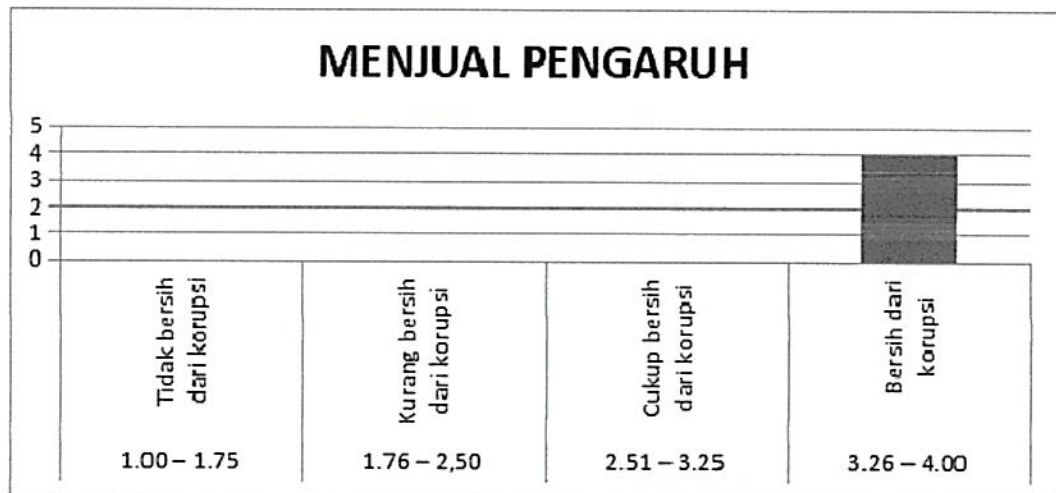 MENJUAL PENGARUH
5
4
3
2
1
0
Tidak bersih
dari korupsi
Kurang bersih
dari korupsi
Cukup bersih
dari korupsi
Bersih dari
korupsi
1.00 – 1.75
1.76 – 2,50
2.51 – 3.25
3.26 – 4.00